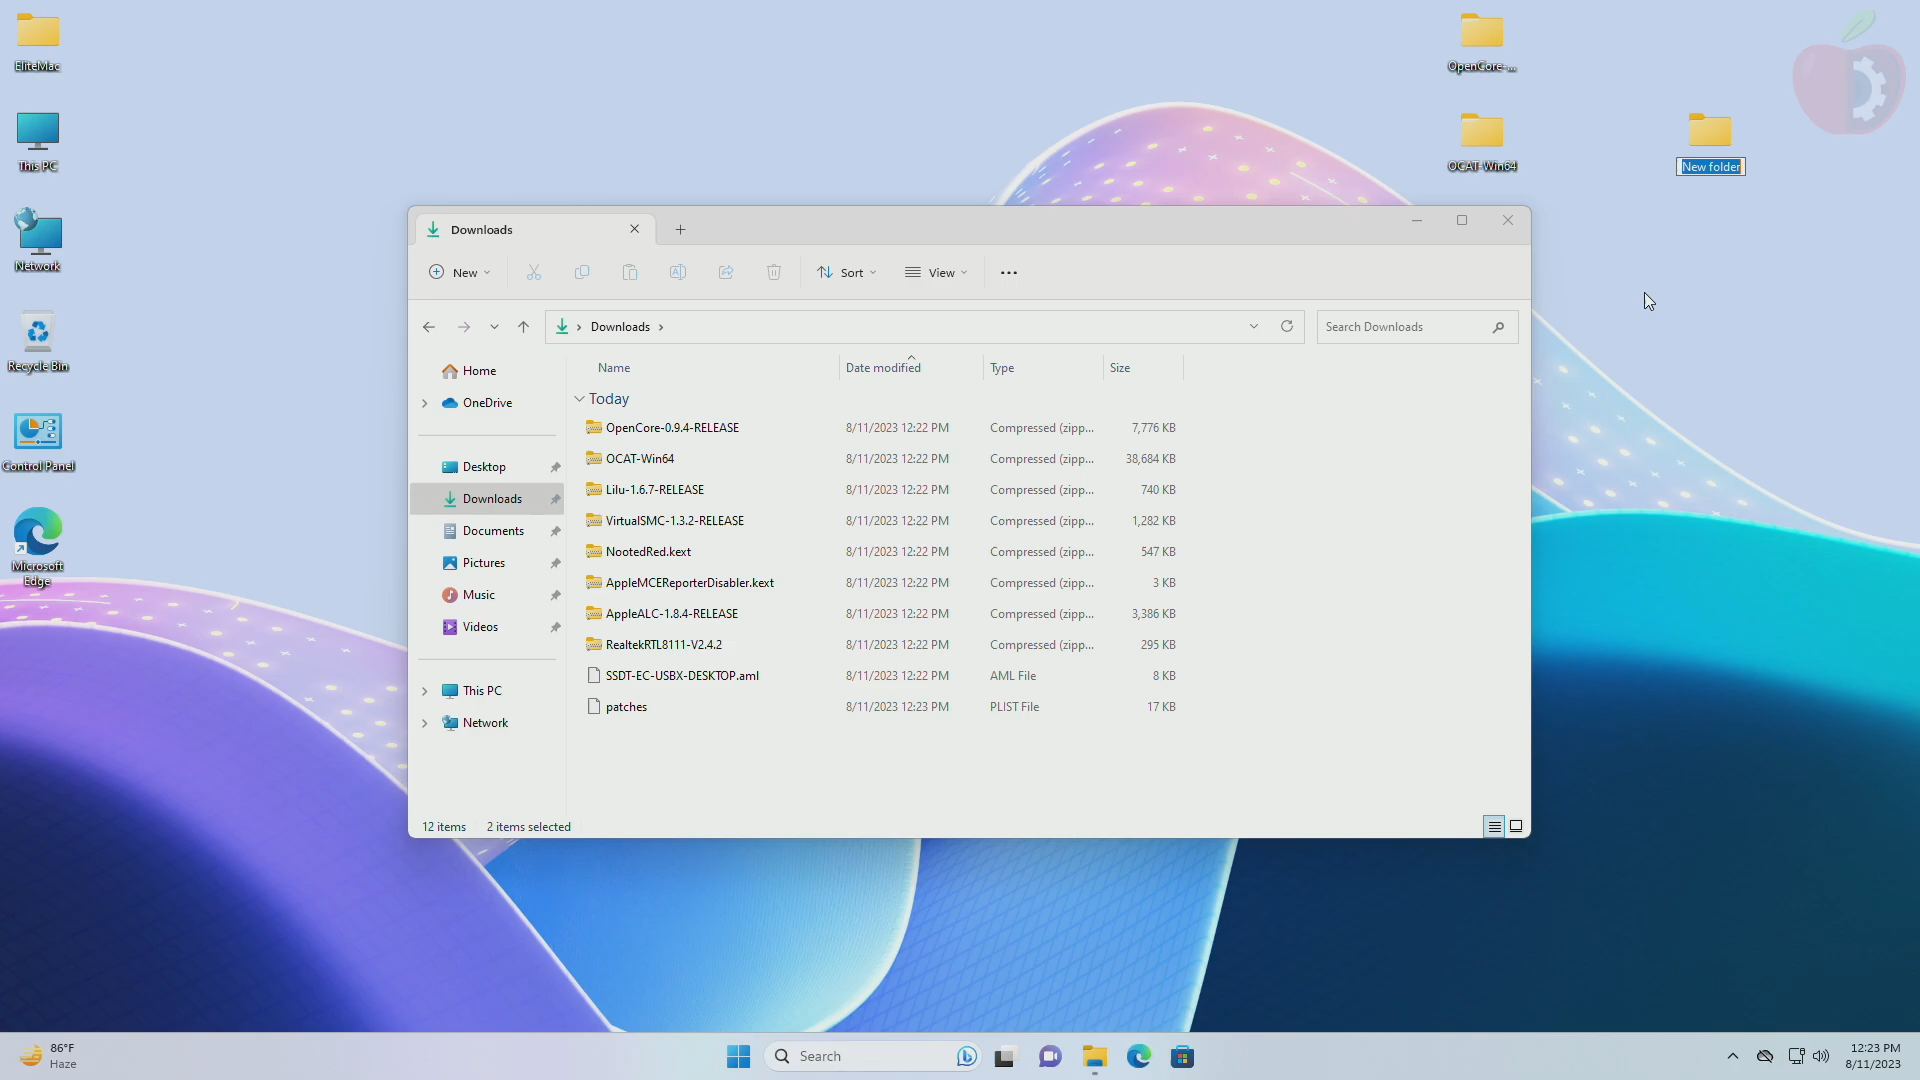 EliteMac
This PC
Network
Recycle Bin
Control Panel
Microsoft
Edge
OpenCore-...
OCAT-Win64
New folder
Downloads
New
Sort
View
Downloads
Search Downloads
Home
OneDrive
Desktop
Downloads
Documents
Pictures
Music
Videos
This PC
Network
Name Date modified Type Size
Today
OpenCore-0.9.4-RELEASE 8/11/2023 12:22 PM Compressed (zipp... 7,776 KB
OCAT-Win64 8/11/2023 12:22 PM Compressed (zipp... 38,684 KB
Lilu-1.6.7-RELEASE 8/11/2023 12:22 PM Compressed (zipp... 740 KB
VirtualSMC-1.3.2-RELEASE 8/11/2023 12:22 PM Compressed (zipp... 1,282 KB
NootedRed.kext 8/11/2023 12:22 PM Compressed (zipp... 547 KB
AppleMCEReporterDisabler.kext 8/11/2023 12:22 PM Compressed (zipp... 3 KB
AppleALC-1.8.4-RELEASE 8/11/2023 12:22 PM Compressed (zipp... 3,386 KB
RealtekRTL8111-V2.4.2 8/11/2023 12:22 PM Compressed (zipp... 295 KB
SSDT-EC-USBX-DESKTOP.aml 8/11/2023 12:22 PM AML File 8 KB
patches 8/11/2023 12:23 PM PLIST File 17 KB
12 items 2 items selected
86°F
Haze
Search
12:23 PM
8/11/2023